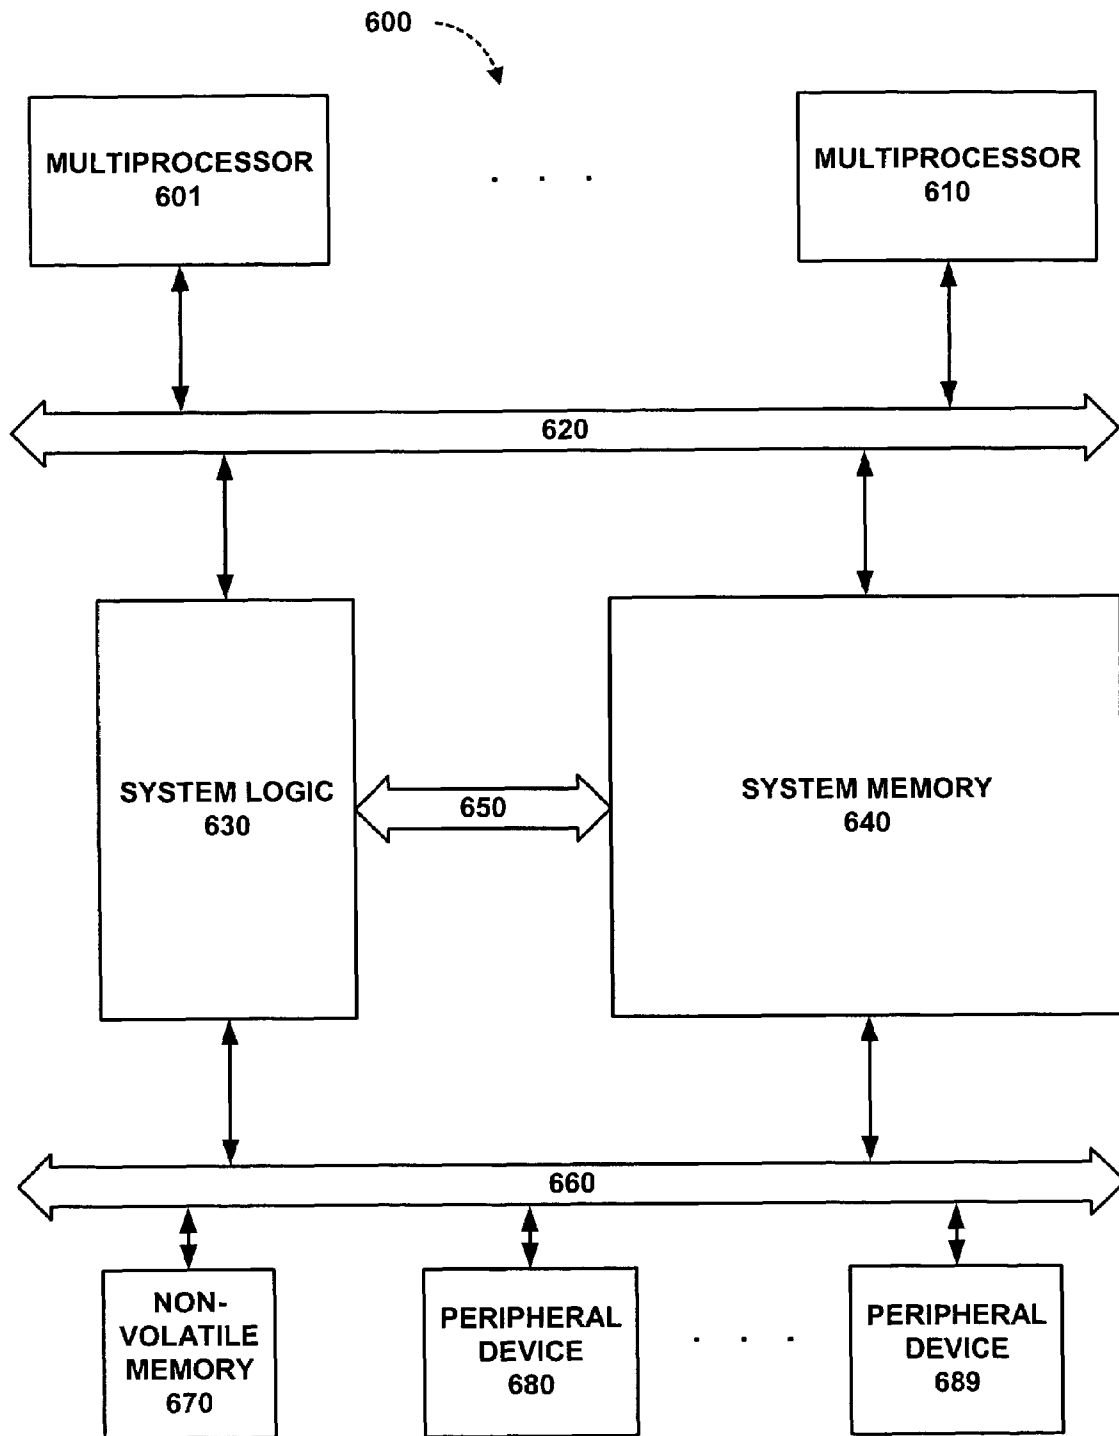 600
MULTIPROCESSOR
601
. . .
MULTIPROCESSOR
610
620
SYSTEM LOGIC
630
650
SYSTEM MEMORY
640
660
NON-
VOLATILE
MEMORY
670
PERIPHERAL
DEVICE
680
. . .
PERIPHERAL
DEVICE
689